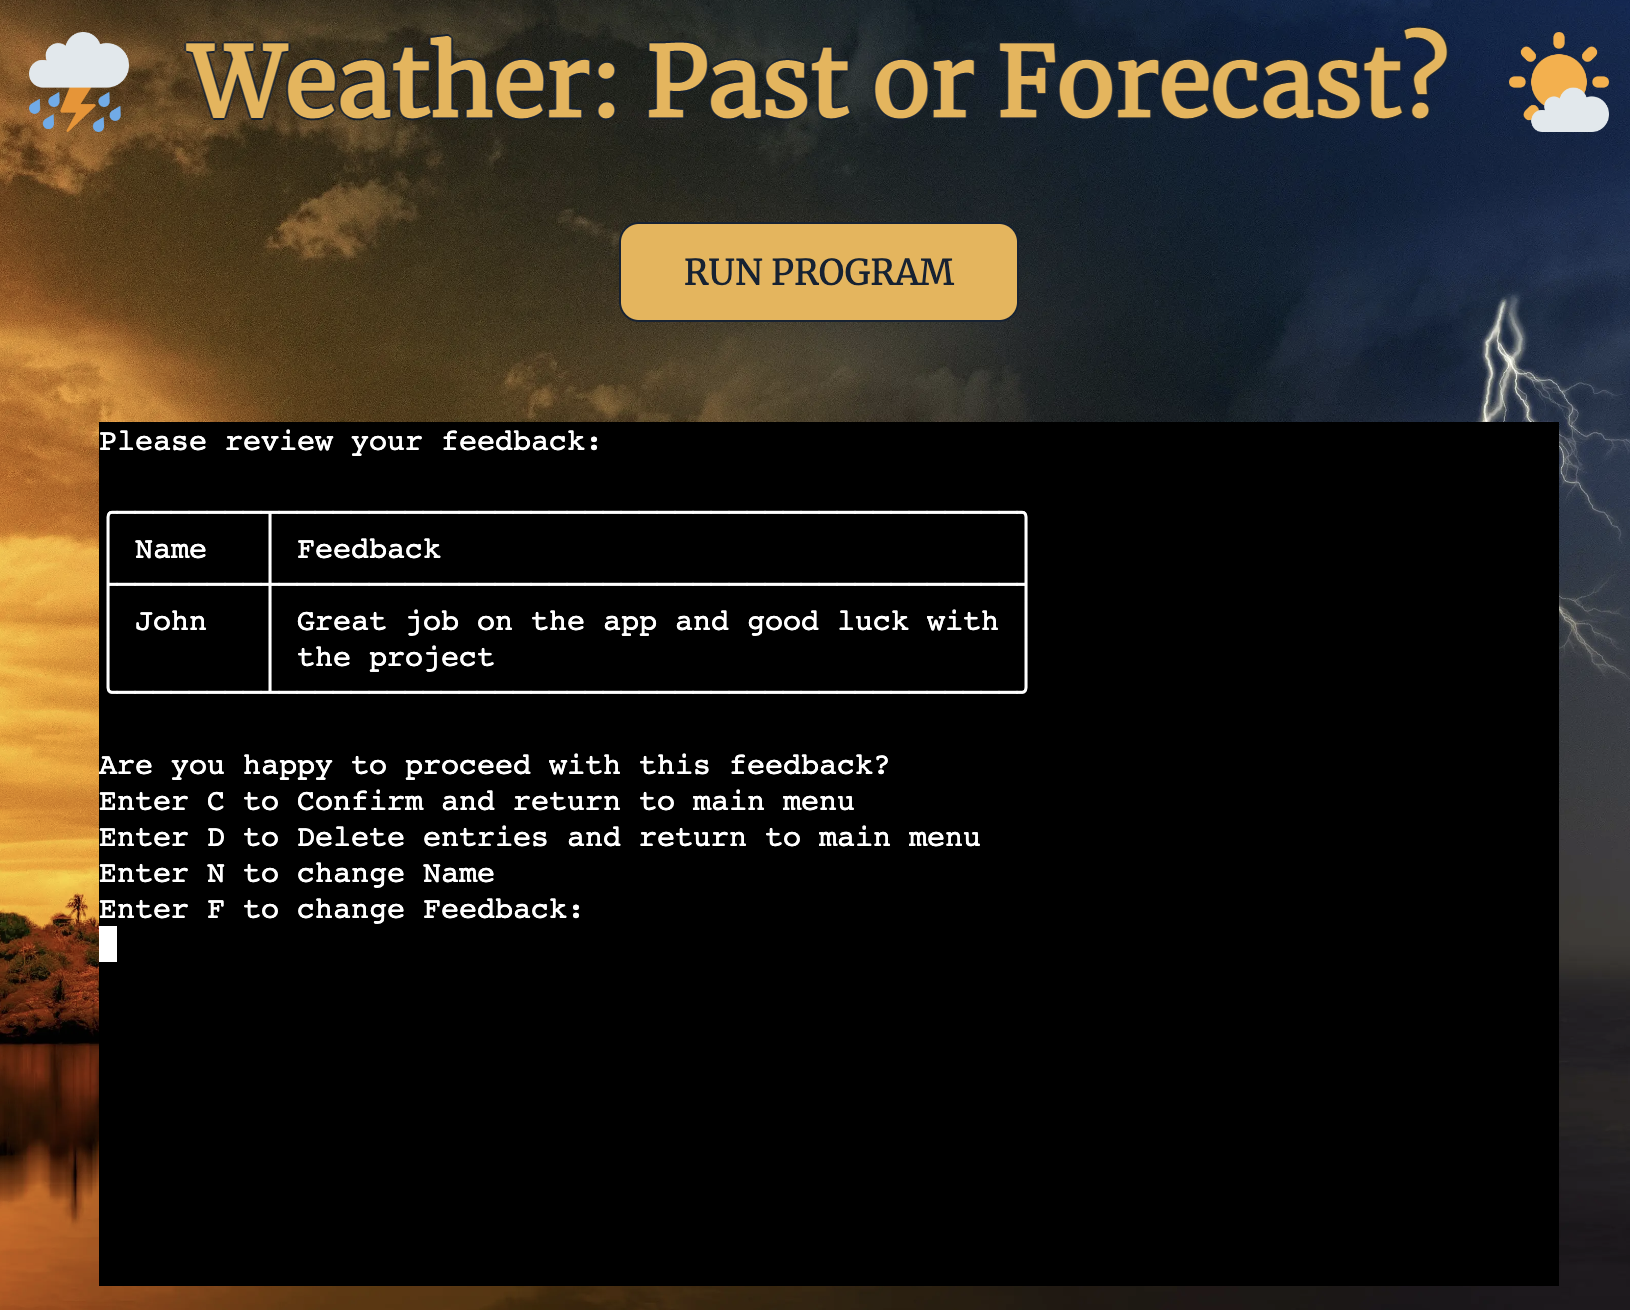 Weather: Past or Forecast?
RUN PROGRAM
Please review your feedback:
Name Feedback
John Great job on the app and good luck with
the project
Are you happy to proceed with this feedback?
Enter C to Confirm and return to main menu
Enter D to Delete entries and return to main menu
Enter N to change Name
Enter F to change Feedback: